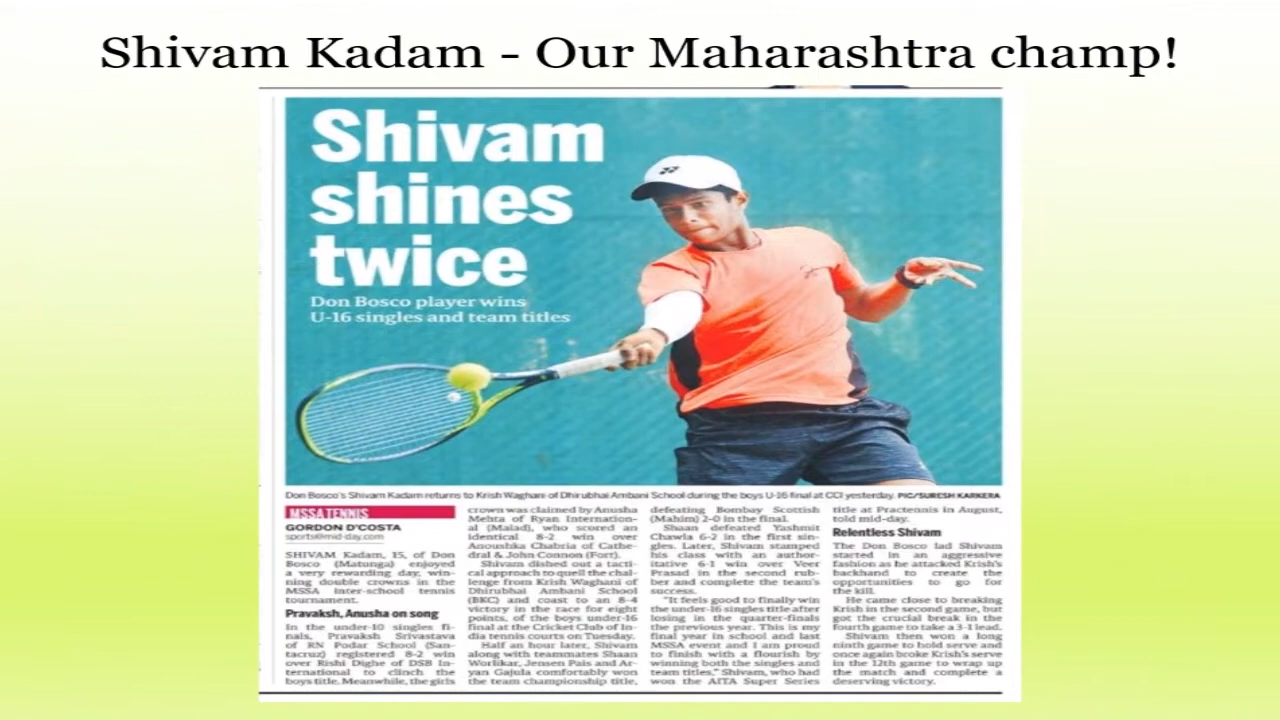 Shivam Kadam - Our Maharashtra champ!
Shivam
shines
twice
Don Bosco player wins
U-16 singles and team titles
Don Bosco's Shivam Kadam returns to Krish Waghani of Dhirubhai Ambani School during the boys U-16 final at CCI yesterday. PIC/SURESH KARKERA
MSSA TENNIS
GORDON D'COSTA
sports@mid-day.com
SHIVAM Kadam, 15, of Don
Bosco (Matunga) enjoyed
a very rewarding day, win-
ning double crowns in the
MSSA inter-school tennis
tournament.
Pravaksh, Anusha on song
In the under-10 singles fi-
nals, Pravaksh Srivastava
of RN Podar School (San-
tacruz) registered 8-2 win
over Rishi Dighe of DSB In-
ternational to clinch the
boys title. Meanwhile, the girls
crown was claimed by Anusha
Mehta of Ryan Internation-
al (Malad), who scored an
identical 8-2 win over
Anoushka Chabria of Cathe-
dral & John Connon (Fort).
Shivam dished out a tacti-
cal approach to quell the chal-
lenge from Krish Waghani of
Dhirubhai Ambani School
(BKC) and coast to an 8-4
victory in the race for eight
points, of the boys under-16
final at the Cricket Club of In-
dia tennis courts on Tuesday.
Half an hour later, Shivam
along with teammates Shaan
Worlikar, Jensen Pais and Ar-
yan Gajula comfortably won
the team championship title,
defeating Bombay Scottish
(Mahim) 2-0 in the final.
Shaan defeated Yashmit
Chawla 6-2 in the first sin-
gles. Later, Shivam stamped
his class with an author-
itative 6-1 win over Veer
Prasad in the second rub-
ber and complete the team's
success.
"It feels good to finally win
the under-16 singles title after
losing in the quarter-finals
the previous year. This is my
final year in school and last
MSSA event and I am proud
to finish with a flourish by
winning both the singles and
team titles," Shivam, who had
won the AITA Super Series
title at Practennis in August,
told mid-day.
Relentless Shivam
The Don Bosco lad Shivam
started in an aggressive
fashion as he attacked Krish's
backhand to create the
opportunities to go for
the kill.
He came close to breaking
Krish in the second game, but
got the crucial break in the
fourth game to take a 3-1 lead.
Shivam then won a long
ninth game to hold serve and
once again broke Krish's serve
in the 12th game to wrap up
the match and complete a
deserving victory.